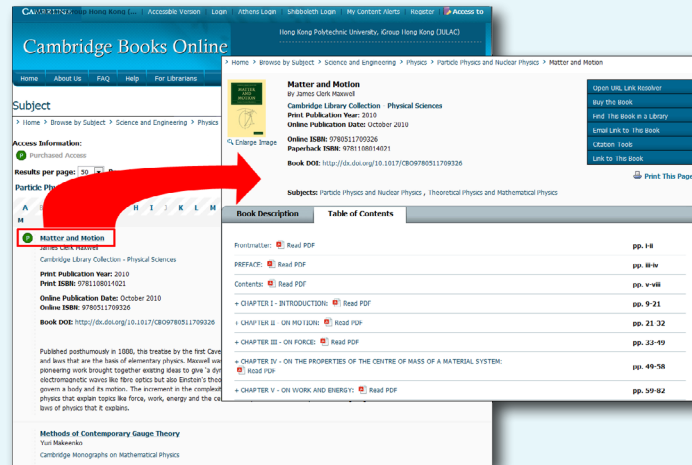 CAMBRIDGE
Hong Kong (... | Accessible Version | Login | Athens Login | Shibboleth Login | My Content Alerts | Register | Access to
Cambridge Books Online
Hong Kong Polytechnic University, Group Hong Kong (JULAC)
Home About Us FAQ Help For Librarians
Subject
> Home > Browse by Subject > Science and Engineering > Physics
Access Information:
P Purchased Access
Results per page: 50
Particle Phy
A H I J K L M
M
P Matter and Motion
James Clerk Maxwell
Cambridge Library Collection - Physical Sciences
Print Publication Year: 2010
Print ISBN: 9781108014021
Online Publication Date: October 2010
Online ISBN: 9780511709326
Book DOI: http://dx.doi.org/10.1017/CBO9780511709326
Published posthumously in 1888, this treatise by the first Cave
and laws that are the basis of elementary physics. Maxwell wa
pioneering work brought together existing ideas to give 'a dyn
electromagnetic waves like fibre optics but also Einstein's theo
govern a body and its motion. The increment in the complexit
physics that explain topics like force, work, energy and the ce
laws of physics that it explains.
Methods of Contemporary Gauge Theory
Yuri Makeenko
Cambridge Monographs on Mathematical Physics
> Home > Browse by Subject > Science and Engineering > Physics > Particle Physics and Nuclear Physics > Matter and Motion
MATTER
AND
MOTION
Enlarge Image
Matter and Motion
By James Clerk Maxwell
Cambridge Library Collection - Physical Sciences
Print Publication Year: 2010
Online Publication Date: October 2010
Online ISBN: 9780511709326
Paperback ISBN: 9781108014021
Book DOI: http://dx.doi.org/10.1017/CBO9780511709326
Subjects: Particle Physics and Nuclear Physics , Theoretical Physics and Mathematical Physics
Open URL Link Resolver
Buy the Book
Find This Book in a Library
Email Link to This Book
Citation Tools
Link to This Book
Print This Page
Book Description Table of Contents
Frontmatter: Read PDF pp. i-ii
PREFACE: Read PDF pp. iii-iv
Contents: Read PDF pp. v-viii
+ CHAPTER I - INTRODUCTION: Read PDF pp. 9-21
+ CHAPTER II - ON MOTION: Read PDF pp. 21-32
+ CHAPTER III - ON FORCE: Read PDF pp. 33-49
+ CHAPTER IV - ON THE PROPERTIES OF THE CENTRE OF MASS OF A MATERIAL SYSTEM:
Read PDF pp. 49-58
+ CHAPTER V - ON WORK AND ENERGY: Read PDF pp. 59-82